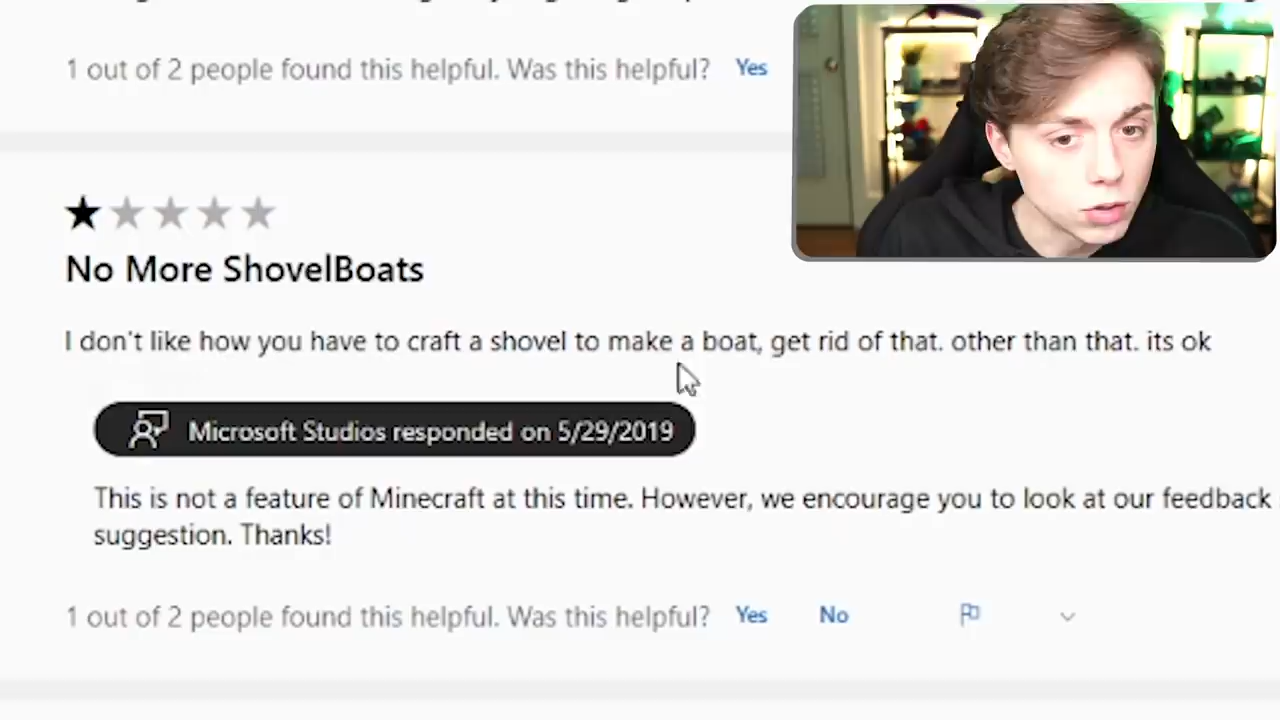 1 out of 2 people found this helpful. Was this helpful? Yes
No More ShovelBoats
I don't like how you have to craft a shovel to make a boat, get rid of that. other than that. its ok
Microsoft Studios responded on 5/29/2019
This is not a feature of Minecraft at this time. However, we encourage you to look at our feedback
suggestion. Thanks!
1 out of 2 people found this helpful. Was this helpful? Yes No